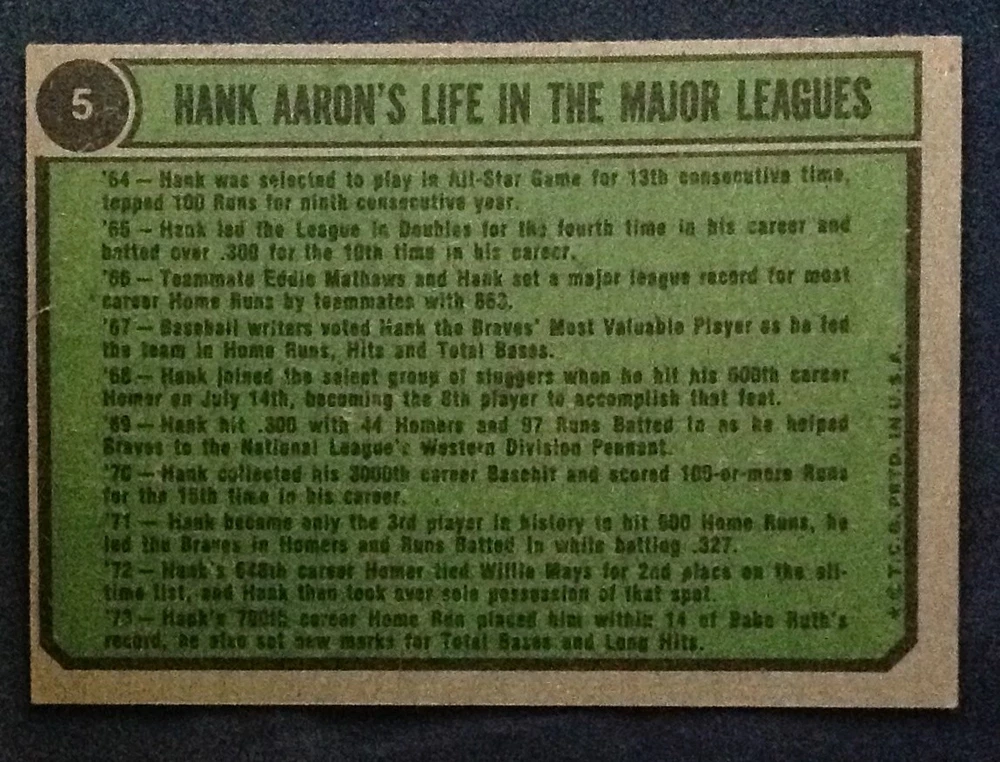 5
HANK AARON'S LIFE IN THE MAJOR LEAGUES
'64 — Hank was selected to play in All-Star Game for 13th consecutive time,
topped 100 Runs for ninth consecutive year.
'65 — Hank led the League in Doubles for the fourth time in his career and
batted over .300 for the 10th time in his career.
'66 — Teammate Eddie Mathews and Hank set a major league record for most
career Home Runs by teammates with 863.
'67 — Baseball writers voted Hank the Braves' Most Valuable Player as he led
the team in Home Runs, Hits and Total Bases.
'68 — Hank joined the select group of sluggers when he hit his 500th career
Homer on July 14th, becoming the 8th player to accomplish that feat.
'69 — Hank hit .300 with 44 Homers and 97 Runs Batted In as he helped
Braves to the National League's Western Division Pennant.
'70 — Hank collected his 3000th career Basehit and scored 100-or-more Runs
for the 15th time in his career.
'71 — Hank became only the 3rd player in history to hit 600 Home Runs, he
led the Braves in Homers and Runs Batted In while batting .327.
'72 — Hank's 648th career Homer tied Willie Mays for 2nd place on the all-
time list, and Hank then took over sole possession of that spot.
'73 — Hank's 700th career Home Run placed him within 14 of Babe Ruth's
record, he also set new marks for Total Bases and Long Hits.
* © T.C.G. PRTD. IN U.S.A.